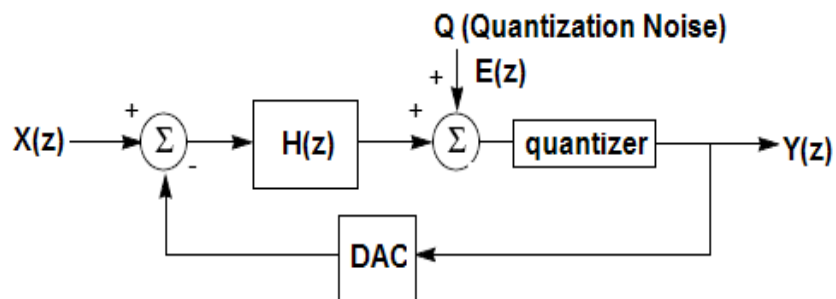 Q (Quantization Noise)
+
E(z)
+
+
X(z)
Σ
H(z)
Σ
quantizer
Y(z)
-
DAC